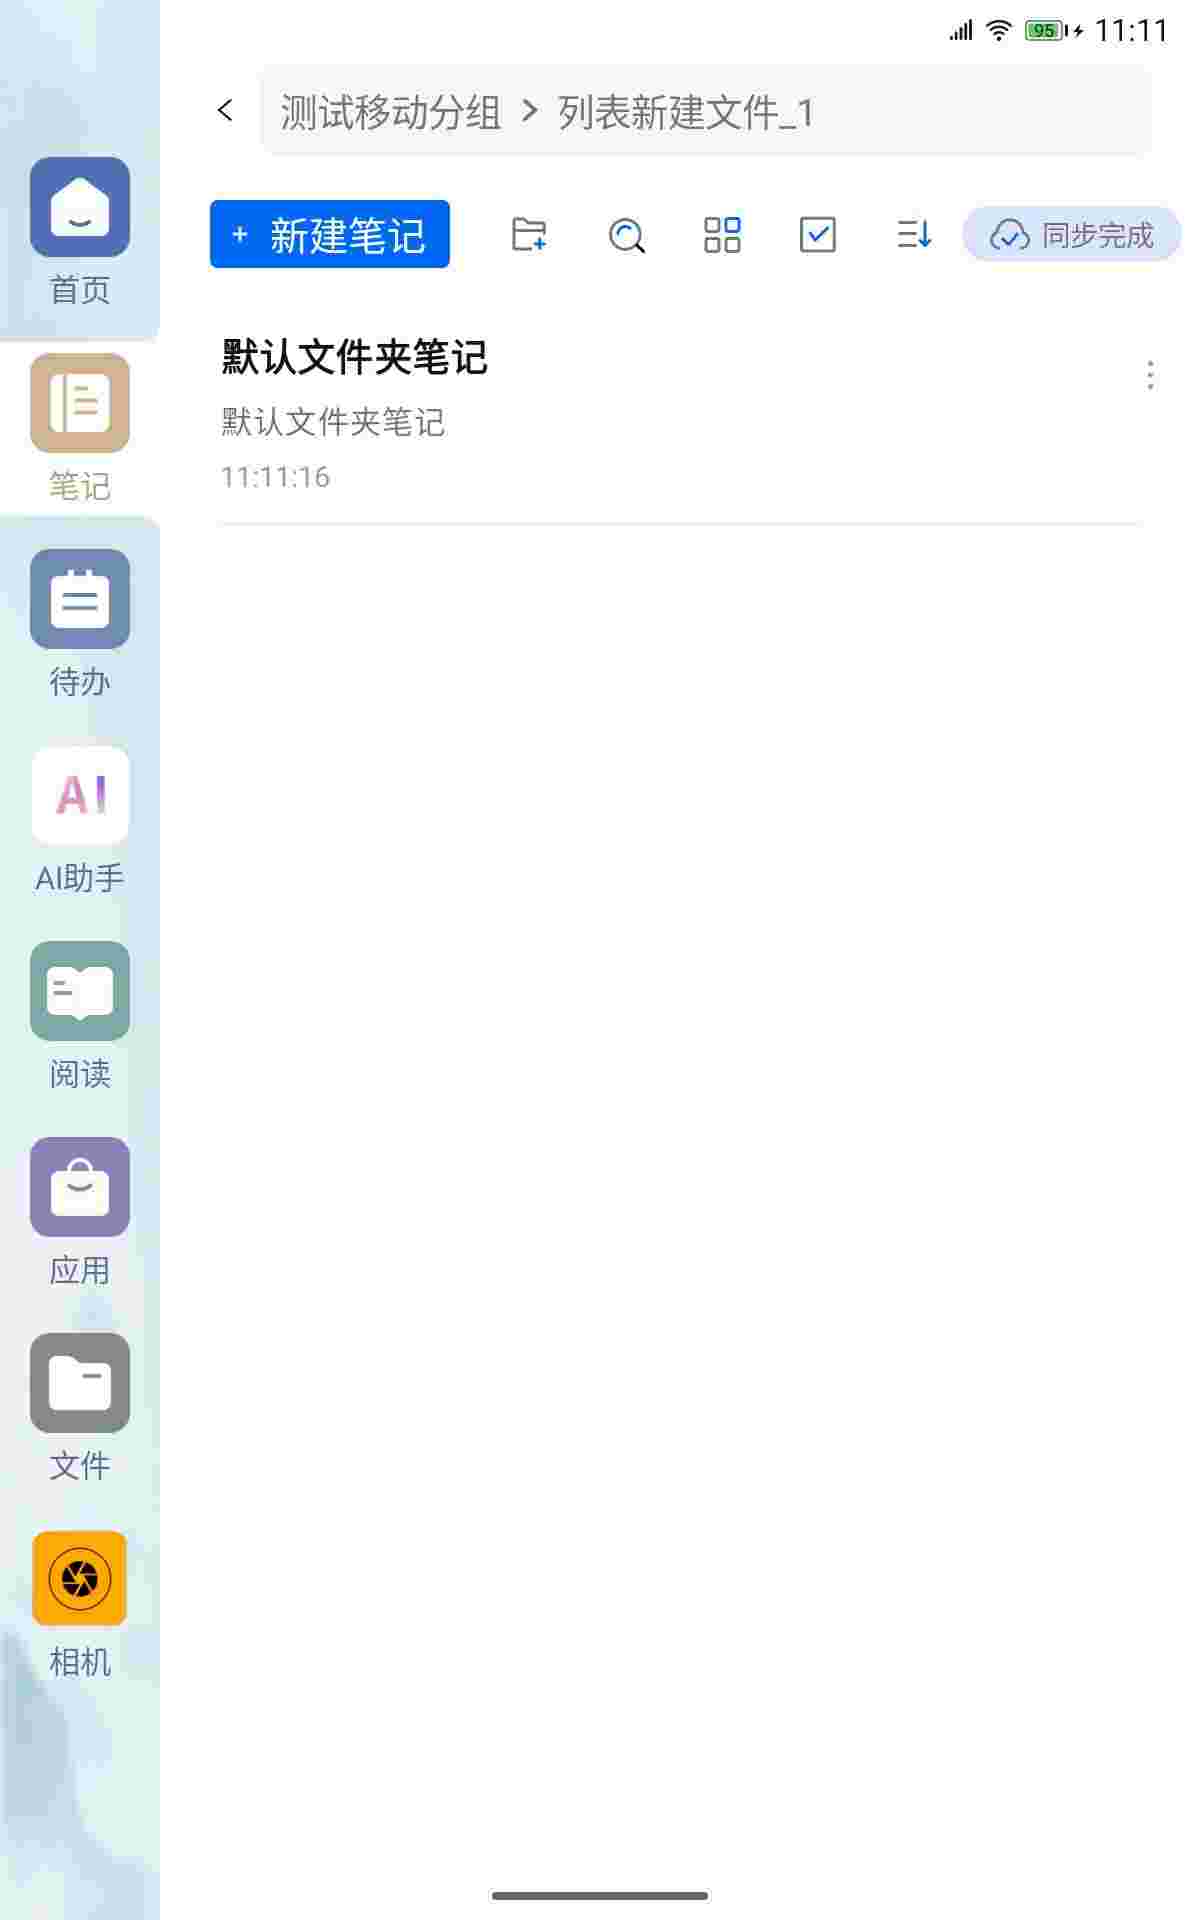 95 11:11
测试移动分组 > 列表新建文件_1
+ 新建笔记
同步完成
首页
笔记
待办
AI
AI助手
阅读
应用
文件
相机
默认文件夹笔记
默认文件夹笔记
11:11:16